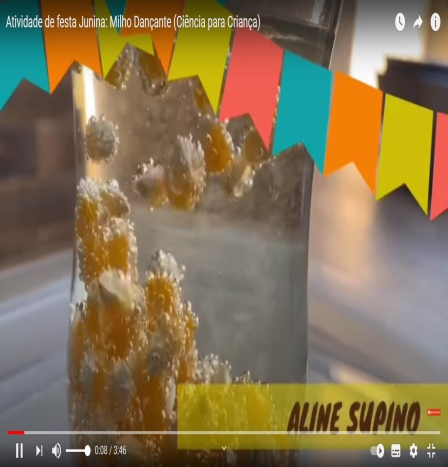 Atividade de festa Junina: Milho Dançante (Ciência para Criança)
ALINE SUPINO
0:08 / 3:46